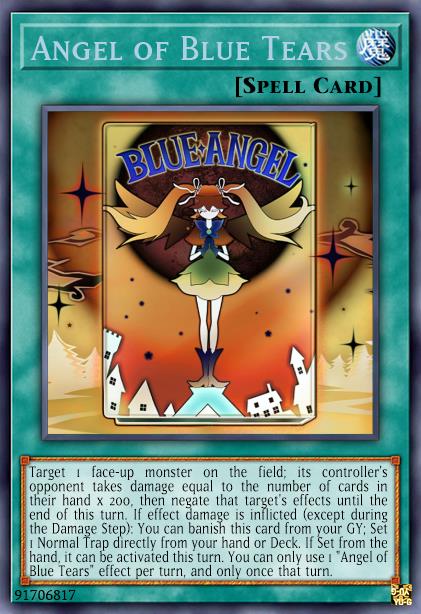 Angel of Blue Tears 魔
[Spell Card]
BLUE✦ANGEL
Target 1 face-up monster on the field; its controller's
opponent takes damage equal to the number of cards in
their hand x 200, then negate that target's effects until the
end of this turn. If effect damage is inflicted (except during
the Damage Step): You can banish this card from your GY; Set
1 Normal Trap directly from your hand or Deck. If Set from the
hand, it can be activated this turn. You can only use 1 "Angel of
Blue Tears" effect per turn, and only once that turn.
91706817